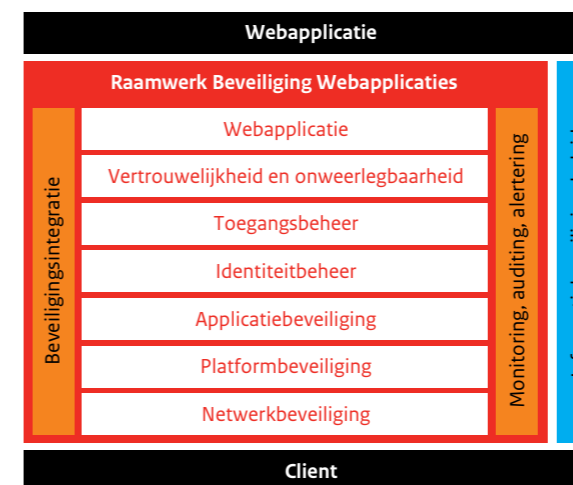 Webapplicatie
Raamwerk Beveiliging Webapplicaties
Beveiligingsintegratie
Webapplicatie
Vertrouwelijkheid en onweerlegbaarheid
Toegangsbeheer
Identiteitbeheer
Applicatiebeveiliging
Platformbeveiliging
Netwerkbeveiliging
Monitoring, auditing, alertering
Client